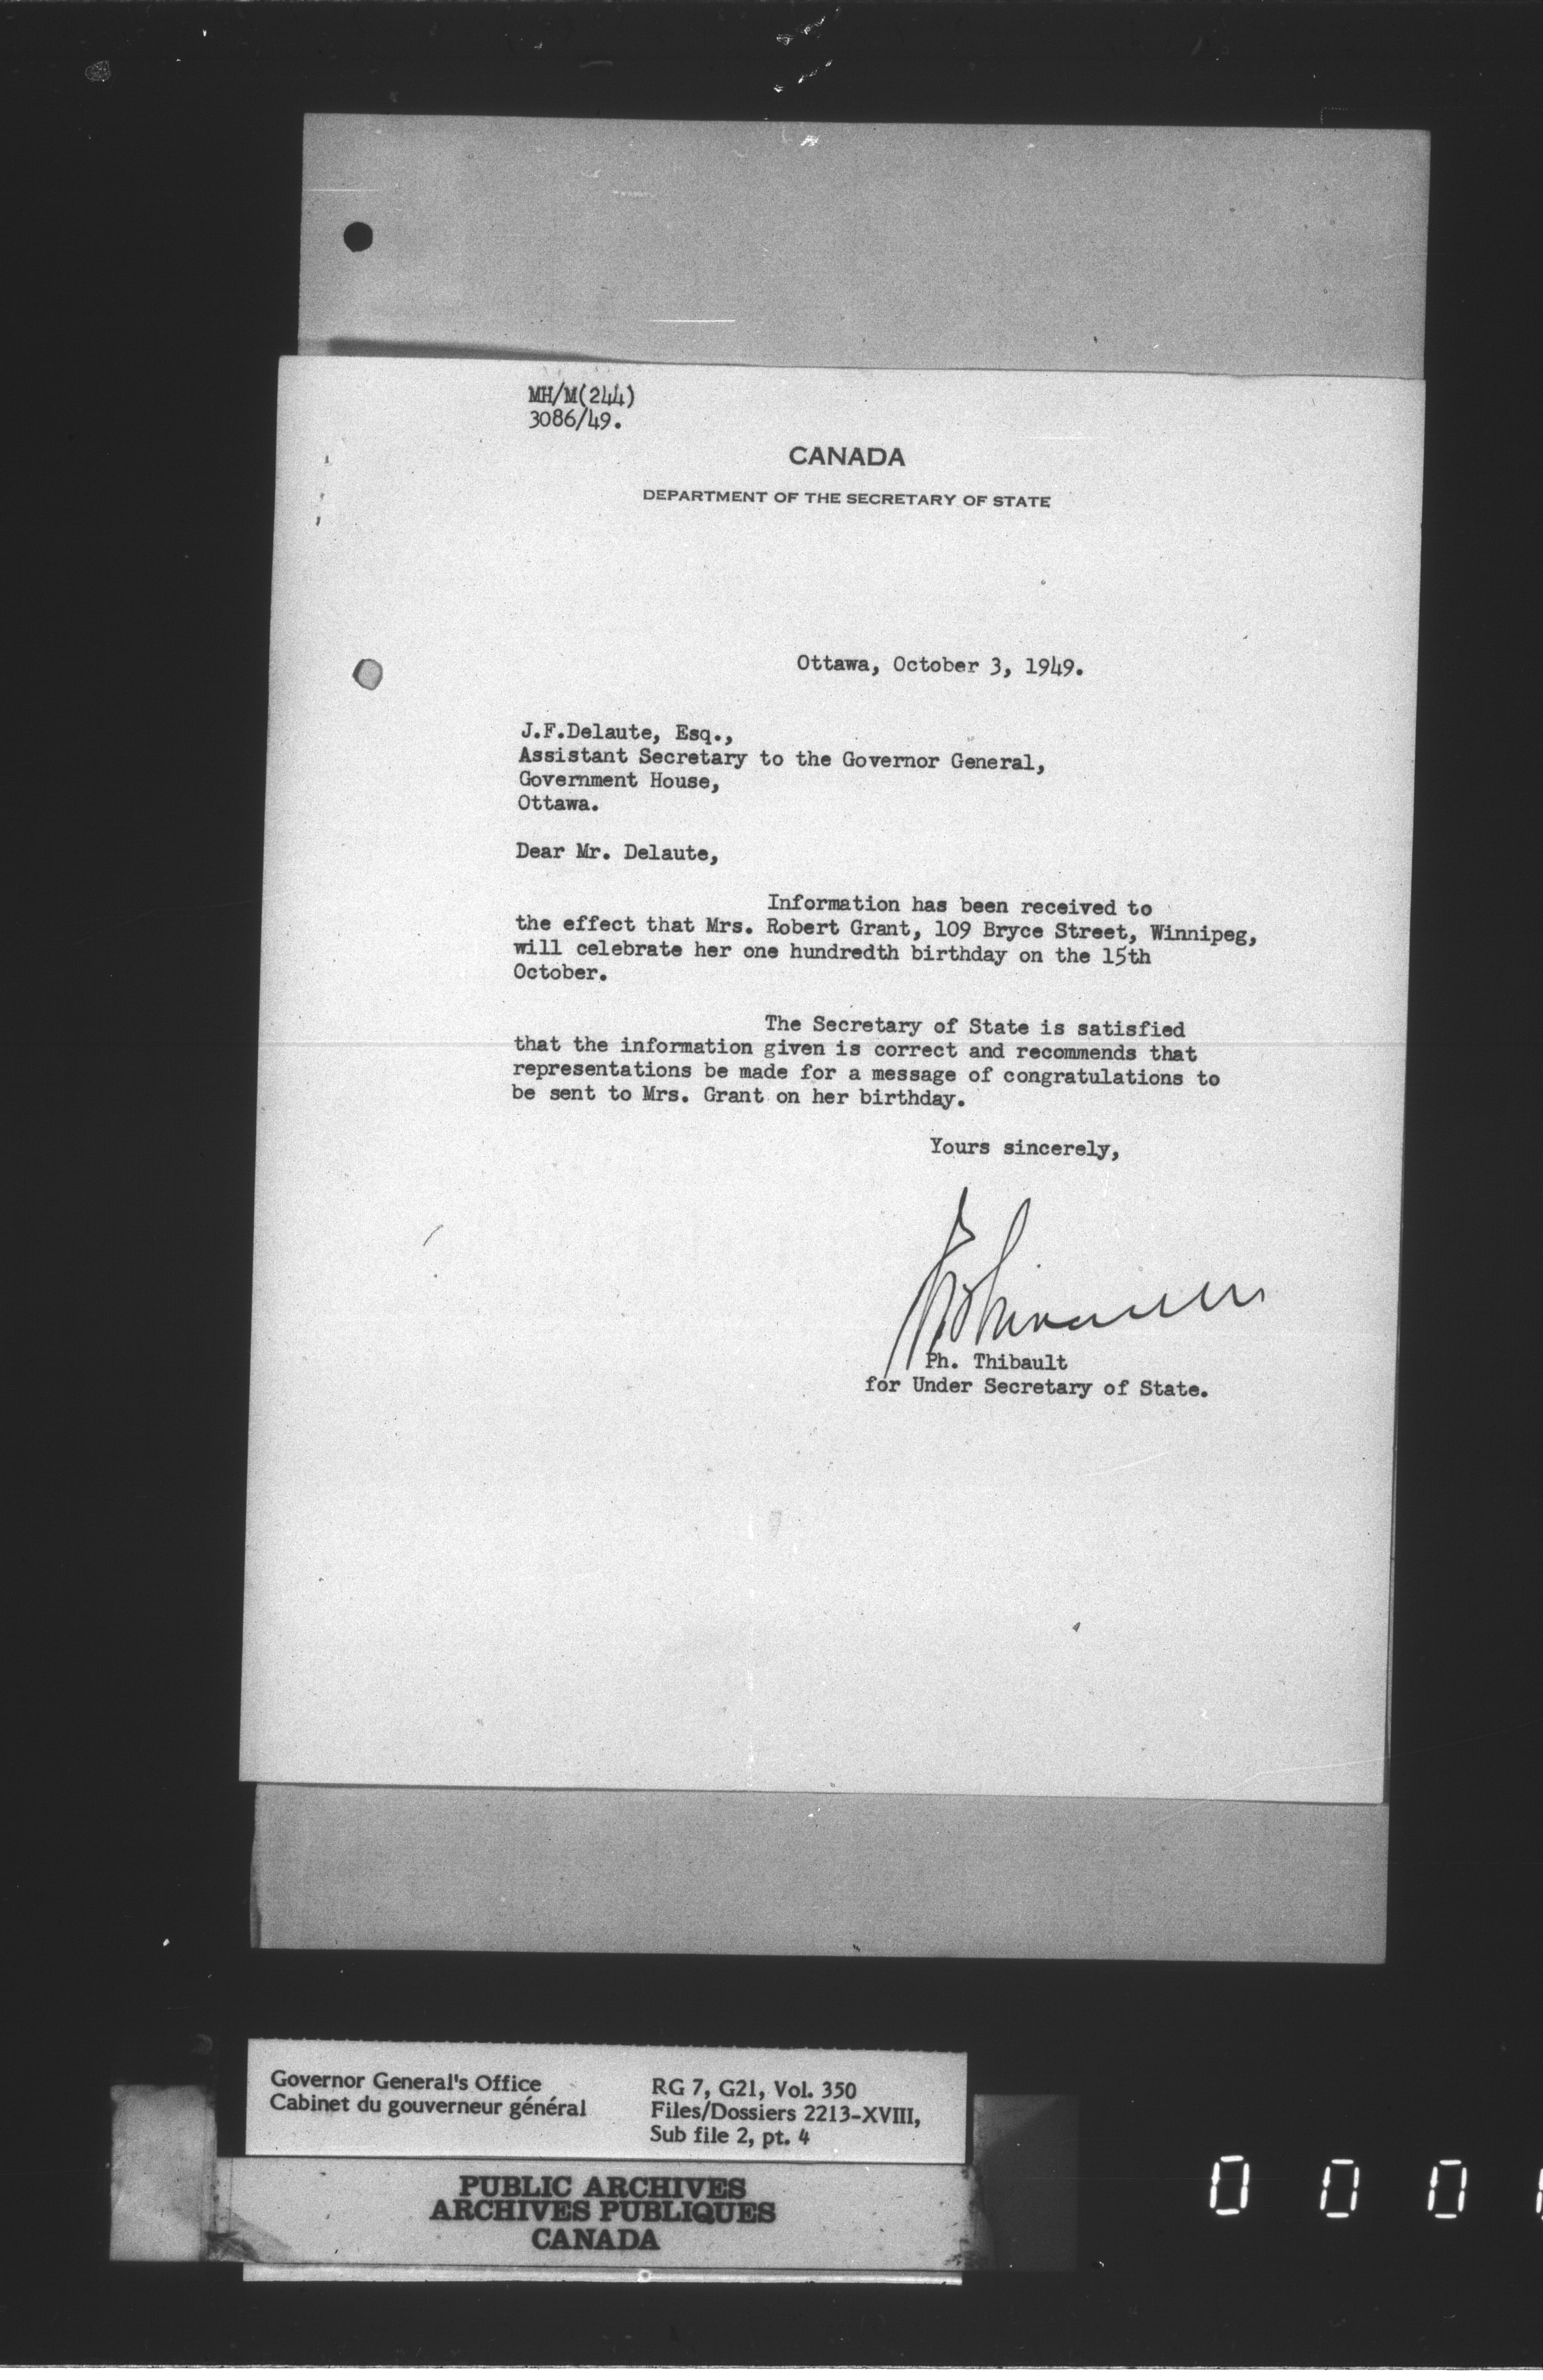 MH/M(244)
3086/49.
CANADA
DEPARTMENT OF THE SECRETARY OF STATE
Ottawa, October 3, 1949.
J.F.Delaute, Esq.,
Assistant Secretary to the Governor General,
Government House,
Ottawa.
Dear Mr. Delaute,
Information has been received to
the effect that Mrs. Robert Grant, 109 Bryce Street, Winnipeg,
will celebrate her one hundredth birthday on the 15th
October.
The Secretary of State is satisfied
that the information given is correct and recommends that
representations be made for a message of congratulations to
be sent to Mrs. Grant on her birthday.
Yours sincerely,
Ph. Thibault
for Under Secretary of State.
Governor General's Office
Cabinet du gouverneur général
RG 7, G21, Vol. 350
Files/Dossiers 2213-XVIII,
Sub file 2, pt. 4
PUBLIC ARCHIVES
ARCHIVES PUBLIQUES
CANADA
0 0 0